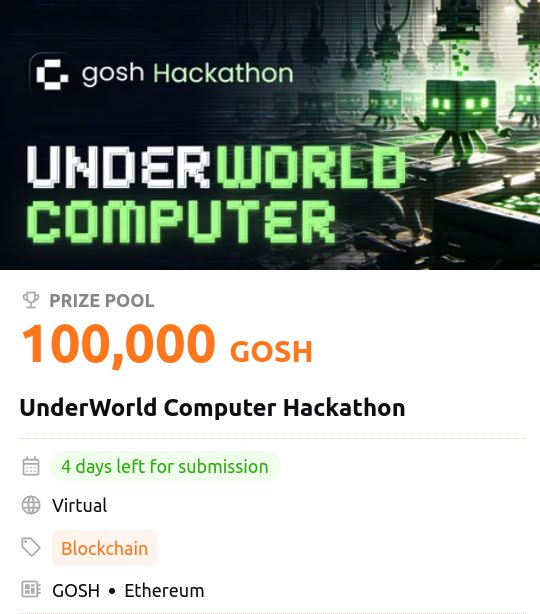 gosh Hackathon
UNDERWORLD
COMPUTER
PRIZE POOL
100,000 GOSH
UnderWorld Computer Hackathon
4 days left for submission
Virtual
Blockchain
GOSH • Ethereum